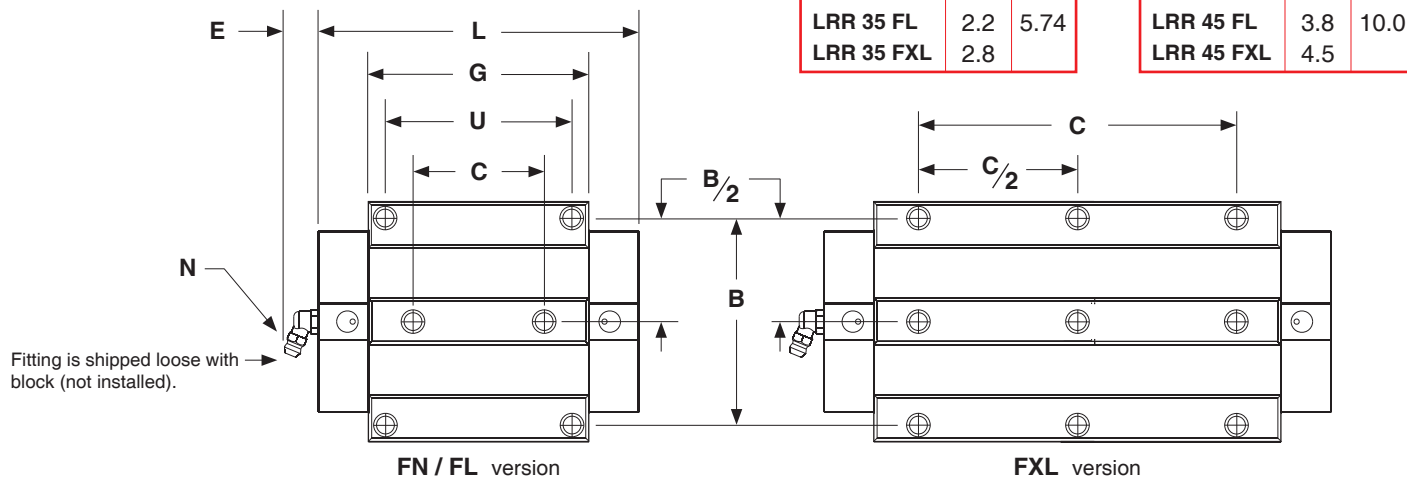 LRR 35 FL 2.2 5.74
LRR 35 FXL 2.8
LRR 45 FL 3.8 10.0
LRR 45 FXL 4.5
E
L
G
U
C
B/2
C
C/2
N
B
Fitting is shipped loose with
block (not installed).
FN / FL version
FXL version